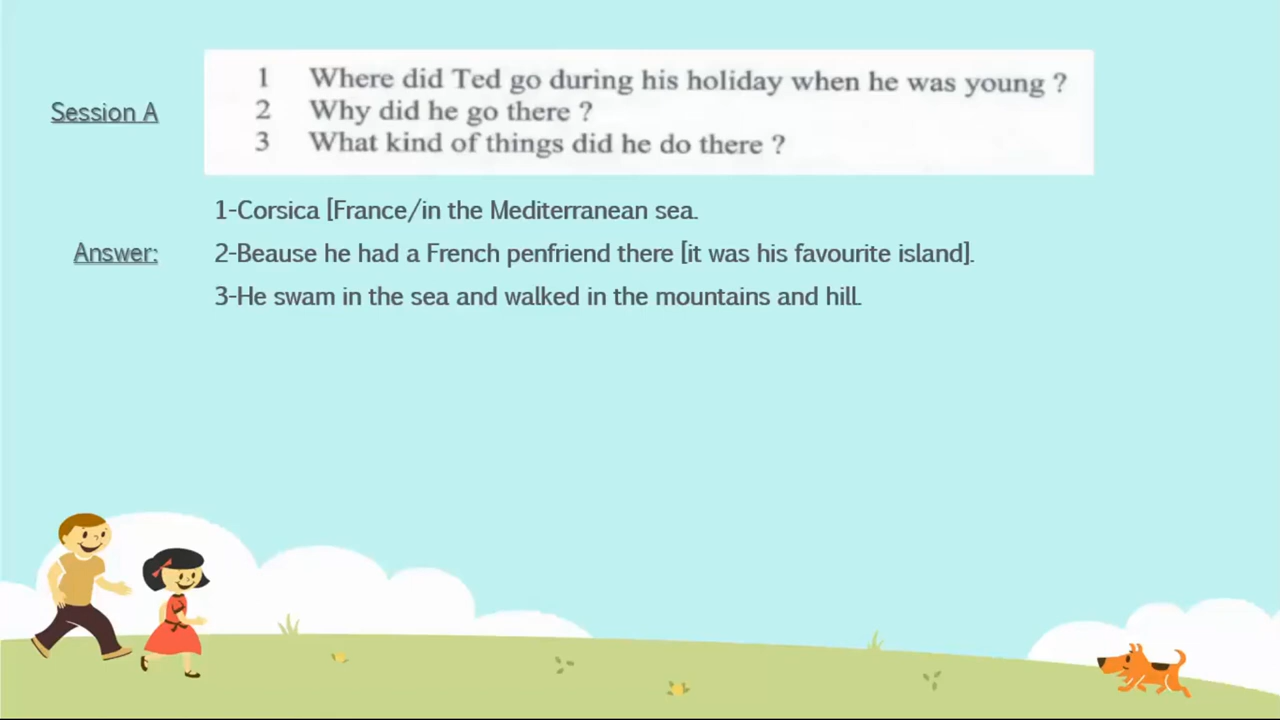 Session A
1 Where did Ted go during his holiday when he was young ?
2 Why did he go there ?
3 What kind of things did he do there ?
Answer:
1-Corsica [France/in the Mediterranean sea.
2-Beause he had a French penfriend there [it was his favourite island].
3-He swam in the sea and walked in the mountains and hill.